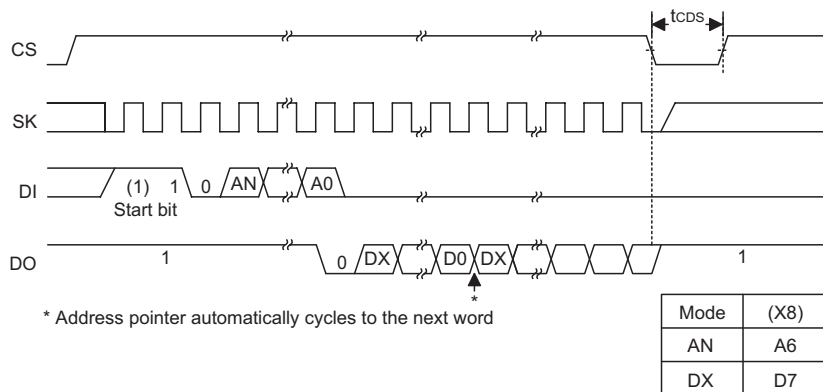 tCDS
CS
SK
DI
(1) 1 0 AN A0
Start bit
DO
1 0 DX D0 DX 1
*
* Address pointer automatically cycles to the next word
Mode (X8)
AN A6
DX D7